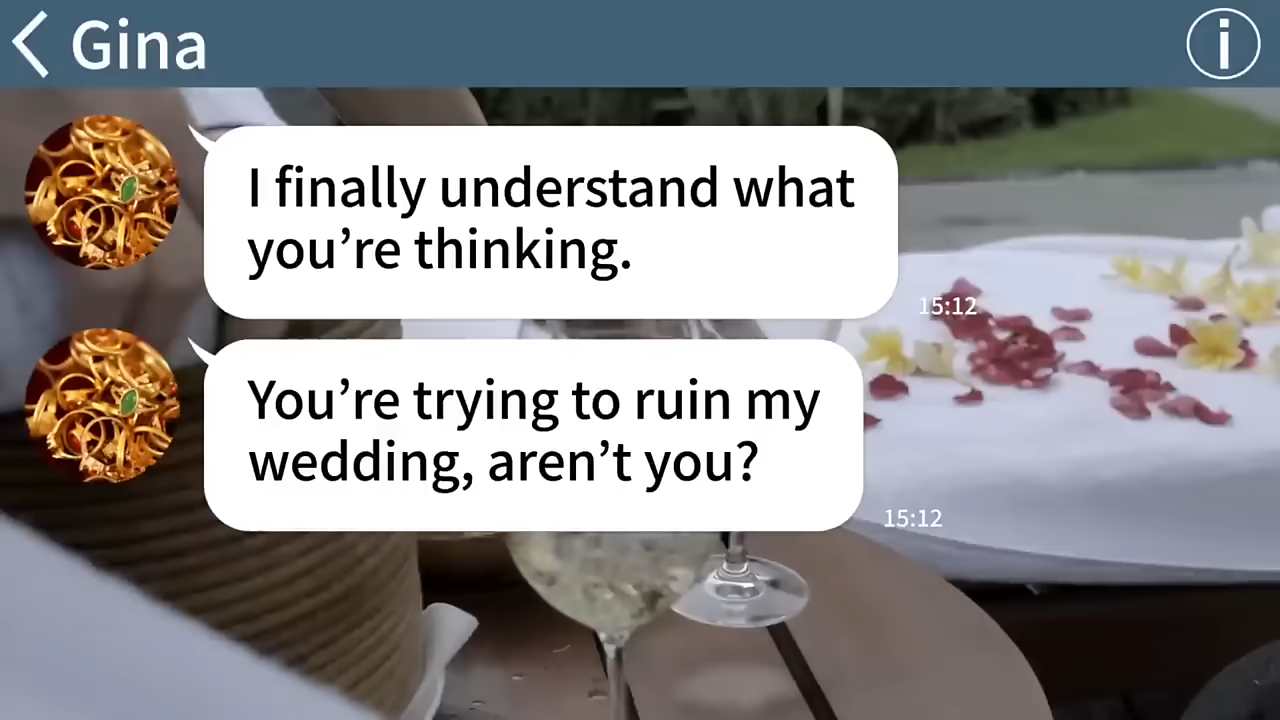 Gina
I finally understand what
you’re thinking.
15:12
You’re trying to ruin my
wedding, aren’t you?
15:12